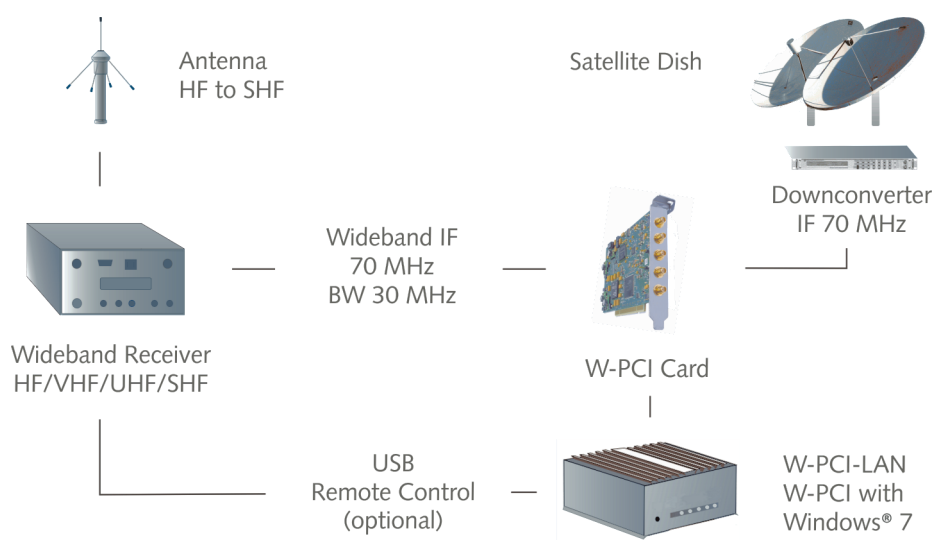 Antenna
HF to SHF
Satellite Dish
Downconverter
IF 70 MHz
Wideband IF
70 MHz
BW 30 MHz
Wideband Receiver
HF/VHF/UHF/SHF
W-PCI Card
USB
Remote Control
(optional)
W-PCI-LAN
W-PCI with
Windows® 7